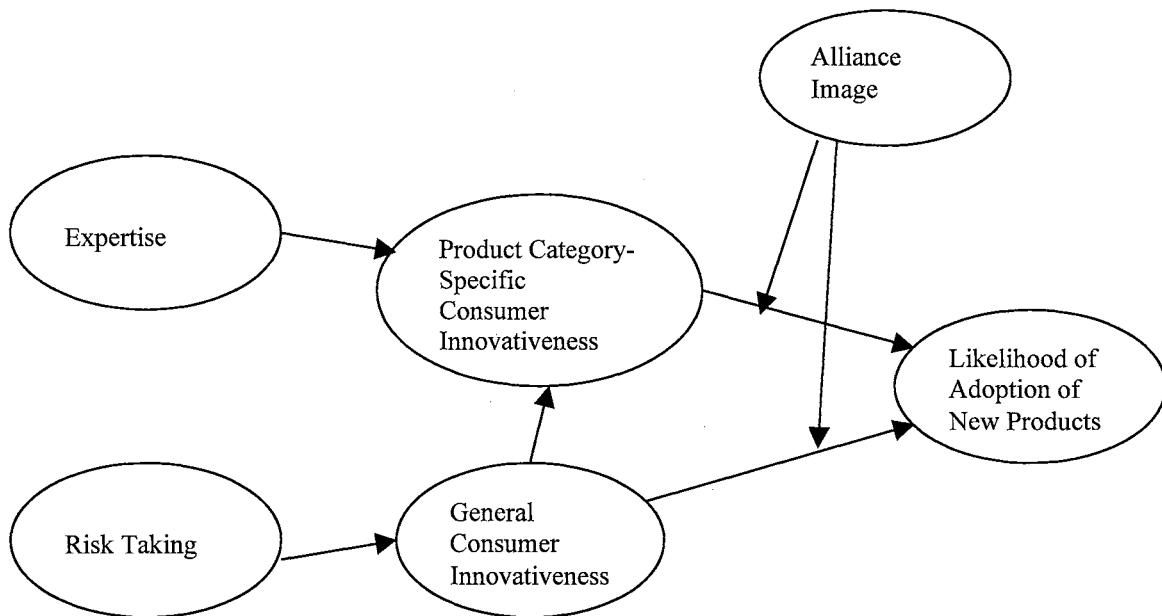 Alliance
Image
Expertise
Product Category-
Specific
Consumer
Innovativeness
Likelihood of
Adoption of
New Products
Risk Taking
General
Consumer
Innovativeness